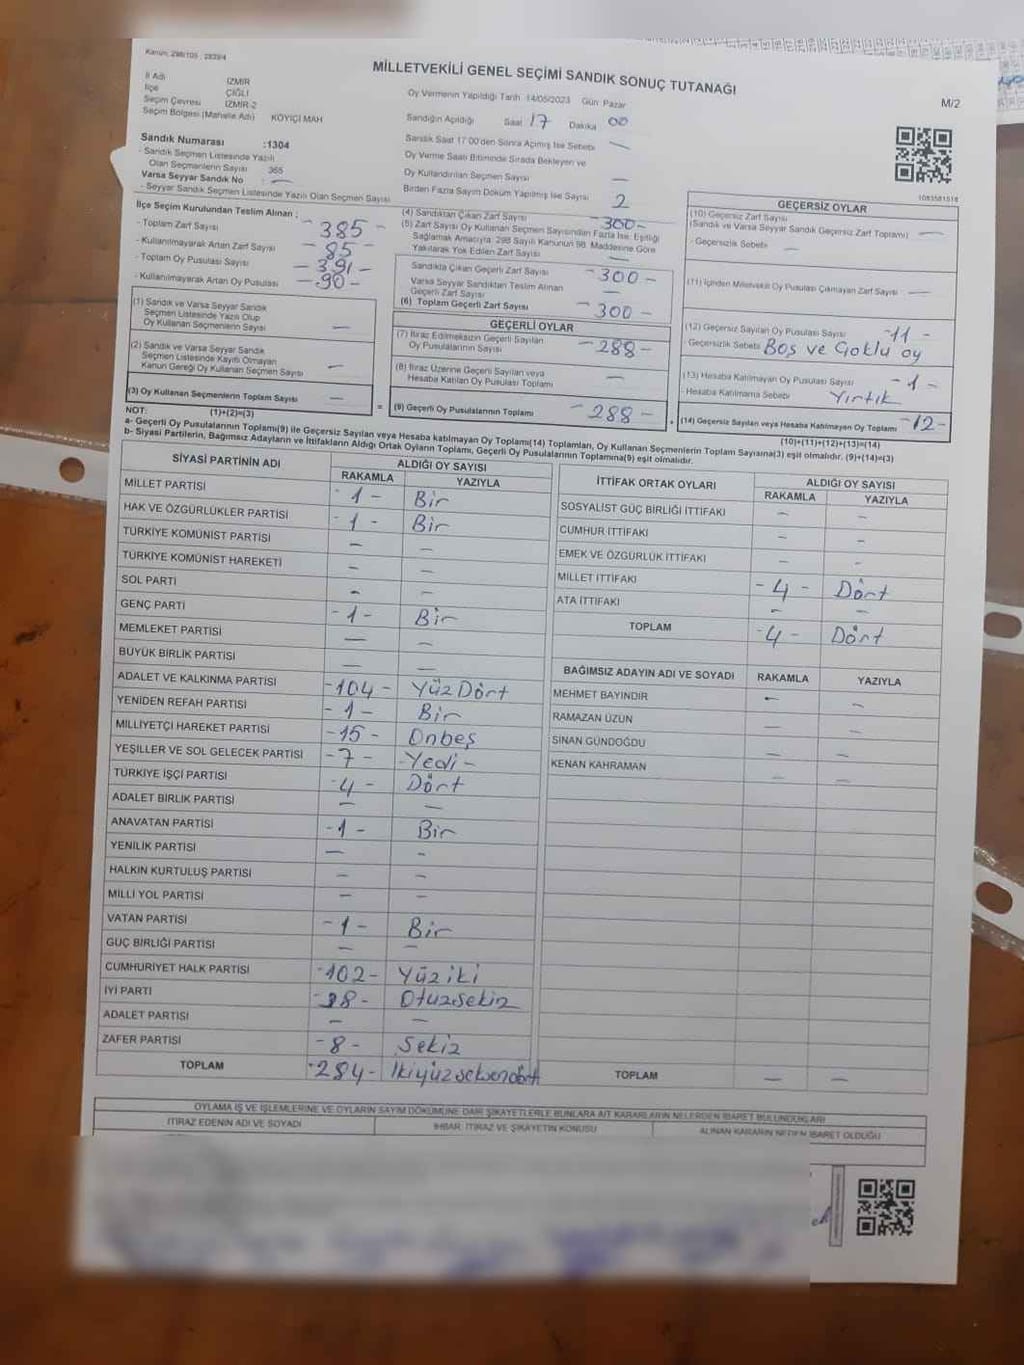 Kanun: 298/105 ; 2839/4
MİLLETVEKİLİ GENEL SEÇİMİ SANDIK SONUÇ TUTANAĞI
M/2
İl Adı İZMİR
İlçe ÇİĞLİ
Seçim Çevresi İZMİR-2
Seçim Bölgesi (Mahalle Adı) KÖYİÇİ MAH
Oy Vermenin Yapıldığı Tarih 14/05/2023 Gün Pazar
Sandığın Açıldığı Saat 17 Dakika 00
Sandık Saat 17:00'den Sonra Açılmış İse Sebebi —
Oy Verme Saati Bitiminde Sırada Bekleyen ve
Oy Kullandırılan Seçmen Sayısı —
Birden Fazla Sayım Döküm Yapılmış İse Sayısı 2
Sandık Numarası :1304
- Sandık Seçmen Listesinde Yazılı
Olan Seçmenlerin Sayısı 365
Varsa Seyyar Sandık No —
- Seyyar Sandık Seçmen Listesinde Yazılı Olan Seçmen Sayısı
1083581518
İlçe Seçim Kurulundan Teslim Alınan ;
- Toplam Zarf Sayısı - 385 -
- Kullanılmayarak Artan Zarf Sayısı - 85 -
- Toplam Oy Pusulası Sayısı - 391 -
- Kullanılmayarak Artan Oy Pusulası - 90 -
(1) Sandık ve Varsa Seyyar Sandık
Seçmen Listesinde Yazılı Olup
Oy Kullanan Seçmenlerin Sayısı —
(2) Sandık ve Varsa Seyyar Sandık
Seçmen Listesinde Kayıtlı Olmayan
Kanun Gereği Oy Kullanan Seçmen Sayısı —
(3) Oy Kullanan Seçmenlerin Toplam Sayısı —
(1)+(2)=(3)
(4) Sandıktan Çıkan Zarf Sayısı - 300 -
(5) Zarf Sayısı Oy Kullanan Seçmen Sayısından Fazla İse; Eşitliği
Sağlamak Amacıyla; 298 Sayılı Kanunun 98. Maddesine Göre
Yakılarak Yok Edilen Zarf Sayısı —
Sandıkta Çıkan Geçerli Zarf Sayısı - 300 -
Varsa Seyyar Sandıktan Teslim Alınan
Geçerli Zarf Sayısı —
(6) Toplam Geçerli Zarf Sayısı - 300 -
GEÇERLİ OYLAR
(7) İtiraz Edilmeksizin Geçerli Sayılan
Oy Pusulalarının Sayısı - 288 -
(8) İtiraz Üzerine Geçerli Sayılan veya
Hesaba Katılan Oy Pusulası Toplamı —
= (9) Geçerli Oy Pusulalarının Toplamı - 288 -
GEÇERSİZ OYLAR
(10) Geçersiz Zarf Sayısı
(Sandık ve Varsa Seyyar Sandık Geçersiz Zarf Toplamı) —
- Geçersizlik Sebebi —
(11) İçinden Milletvekili Oy Pusulası Çıkmayan Zarf Sayısı —
(12) Geçersiz Sayılan Oy Pusulası Sayısı - 11 -
- Geçersizlik Sebebi Boş ve Çoklu oy
(13) Hesaba Katılmayan Oy Pusulası Sayısı - 1 -
- Hesaba Katılmama Sebebi Yırtık
+ (14) Geçersiz Sayılan veya Hesaba Katılmayan Oy Toplamı - 12 -
(10)+(11)+(12)+(13)=(14)
NOT:
a- Geçerli Oy Pusulalarının Toplamı(9) ile Geçersiz Sayılan veya Hesaba katılmayan Oy Toplamı(14) Toplamları, Oy Kullanan Seçmenlerin Toplam Sayısına(3) eşit olmalıdır. (9)+(14)=(3)
b- Siyasi Partilerin, Bağımsız Adayların ve İttifakların Aldığı Ortak Oyların Toplamı, Geçerli Oy Pusulalarının Toplamına(9) eşit olmalıdır.
SİYASİ PARTİNİN ADI ALDIĞI OY SAYISI
RAKAMLA YAZIYLA
MİLLET PARTİSİ - 1 - Bir
HAK VE ÖZGÜRLÜKLER PARTİSİ - 1 - Bir
TÜRKİYE KOMÜNİST PARTİSİ — —
TÜRKİYE KOMÜNİST HAREKETİ — —
SOL PARTİ — —
GENÇ PARTİ - 1 - Bir
MEMLEKET PARTİSİ — —
BÜYÜK BİRLİK PARTİSİ — —
ADALET VE KALKINMA PARTİSİ - 104 - Yüz Dört
YENİDEN REFAH PARTİSİ - 1 - Bir
MİLLİYETÇİ HAREKET PARTİSİ - 15 - Onbeş
YEŞİLLER VE SOL GELECEK PARTİSİ - 7 - Yedi -
TÜRKİYE İŞÇİ PARTİSİ - 4 - Dört
ADALET BİRLİK PARTİSİ — —
ANAVATAN PARTİSİ - 1 - Bir
YENİLİK PARTİSİ — —
HALKIN KURTULUŞ PARTİSİ — —
MİLLİ YOL PARTİSİ — —
VATAN PARTİSİ - 1 - Bir
GÜÇ BİRLİĞİ PARTİSİ — —
CUMHURİYET HALK PARTİSİ - 102 - Yüz iki
İYİ PARTİ - 38 - Otuzsekiz
ADALET PARTİSİ — —
ZAFER PARTİSİ - 8 - Sekiz
TOPLAM - 284 - İkiyüz seksendört
İTTİFAK ORTAK OYLARI ALDIĞI OY SAYISI
RAKAMLA YAZIYLA
SOSYALİST GÜÇ BİRLİĞİ İTTİFAKI — —
CUMHUR İTTİFAKI — —
EMEK VE ÖZGÜRLÜK İTTİFAKI — —
MİLLET İTTİFAKI - 4 - Dört
ATA İTTİFAKI — —
TOPLAM - 4 - Dört
BAĞIMSIZ ADAYIN ADI VE SOYADI RAKAMLA YAZIYLA
MEHMET BAYINDIR — —
RAMAZAN ÜZÜN — —
SİNAN GÜNDOĞDU — —
KENAN KAHRAMAN — —
TOPLAM — —
OYLAMA İŞ VE İŞLEMLERİNE VE OYLARIN SAYIM DÖKÜMÜNE DAİR ŞİKAYETLERLE BUNLARA AİT KARARLARIN NELERDEN İBARET BULUNDUKLARI
İTİRAZ EDENİN ADI VE SOYADI İHBAR, İTİRAZ VE ŞİKAYETİN KONUSU ALINAN KARARIN NEDEN İBARET OLDUĞU